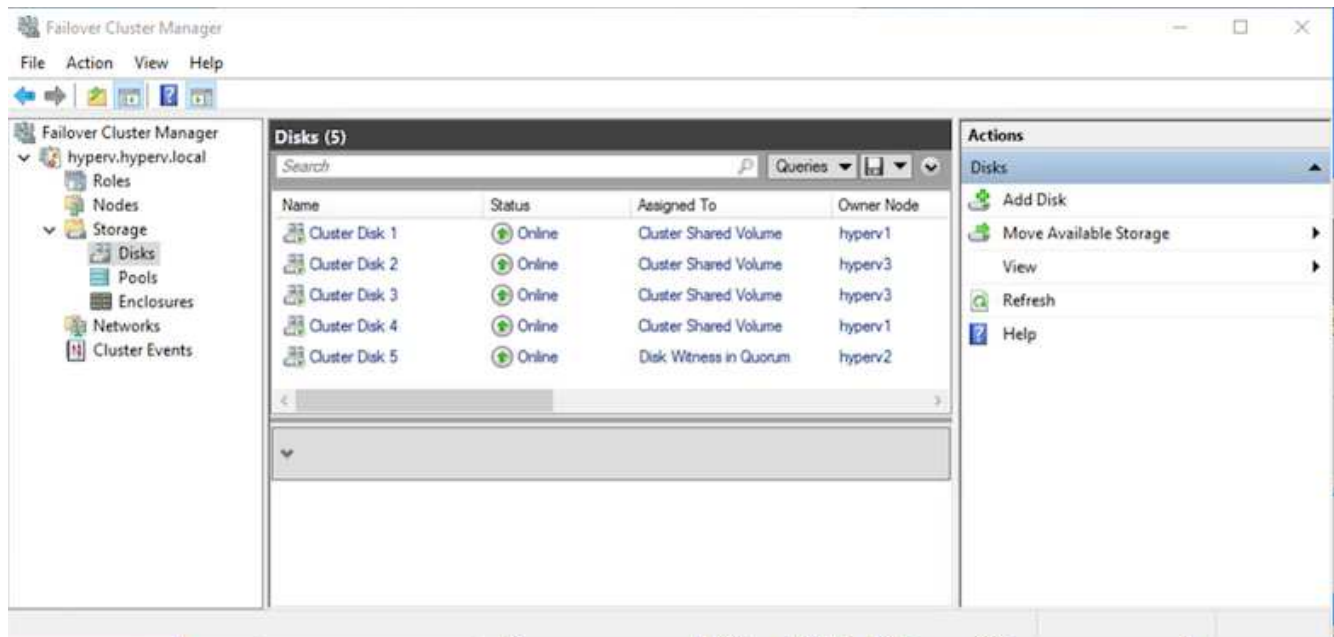 Failover Cluster Manager
File Action View Help
Failover Cluster Manager
hyperv.hyperv.local
Roles
Nodes
Storage
Disks
Pools
Enclosures
Networks
Cluster Events
Disks (5)
Search
Queries
Name Status Assigned To Owner Node
Cluster Disk 1 Online Cluster Shared Volume hyperv1
Cluster Disk 2 Online Cluster Shared Volume hyperv3
Cluster Disk 3 Online Cluster Shared Volume hyperv3
Cluster Disk 4 Online Cluster Shared Volume hyperv1
Cluster Disk 5 Online Disk Witness in Quorum hyperv2
Actions
Disks
Add Disk
Move Available Storage
View
Refresh
Help